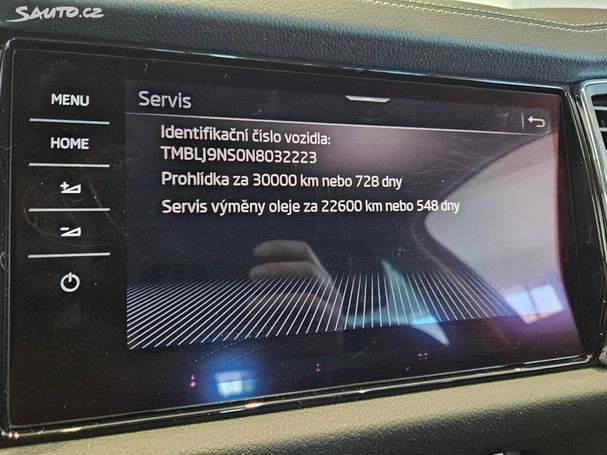 Sauto.cz
MENU
Servis
Identifikační číslo vozidla:
HOME
TMBLJ9NS0N8032223
Prohlídka za 30000 km nebo 728 dny
Servis výměny oleje za 22600 km nebo 548 dny